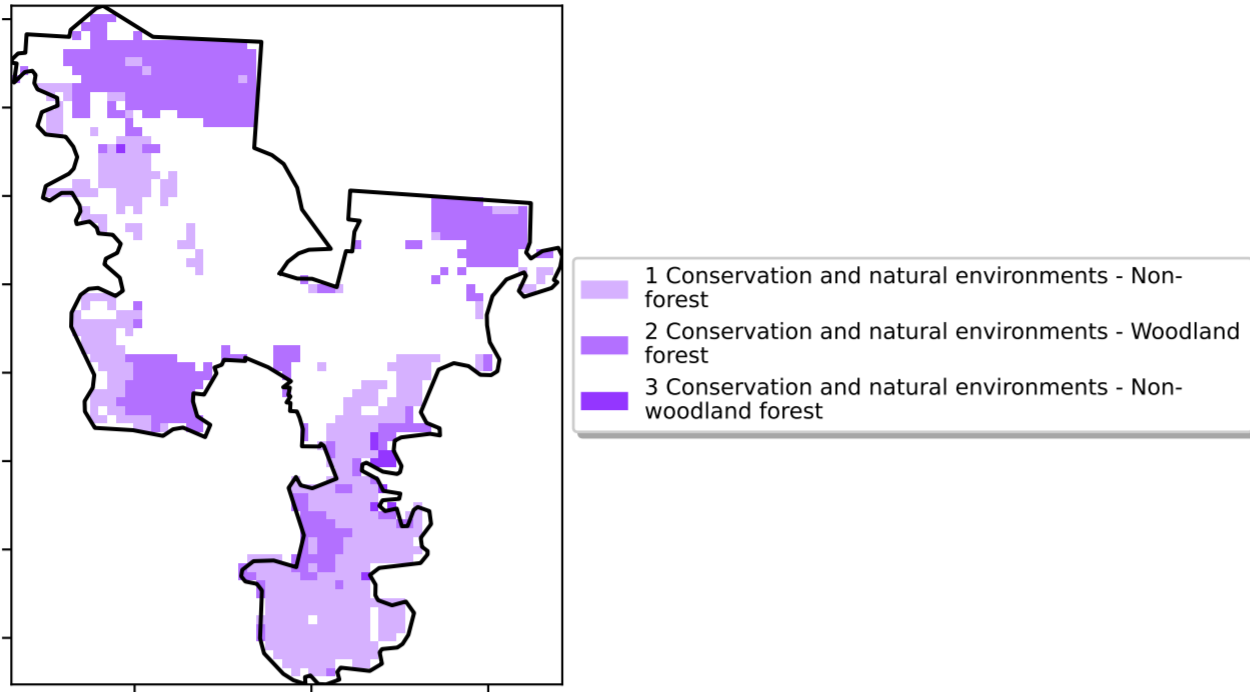 1 Conservation and natural environments - Non-
forest
2 Conservation and natural environments - Woodland
forest
3 Conservation and natural environments - Non-
woodland forest